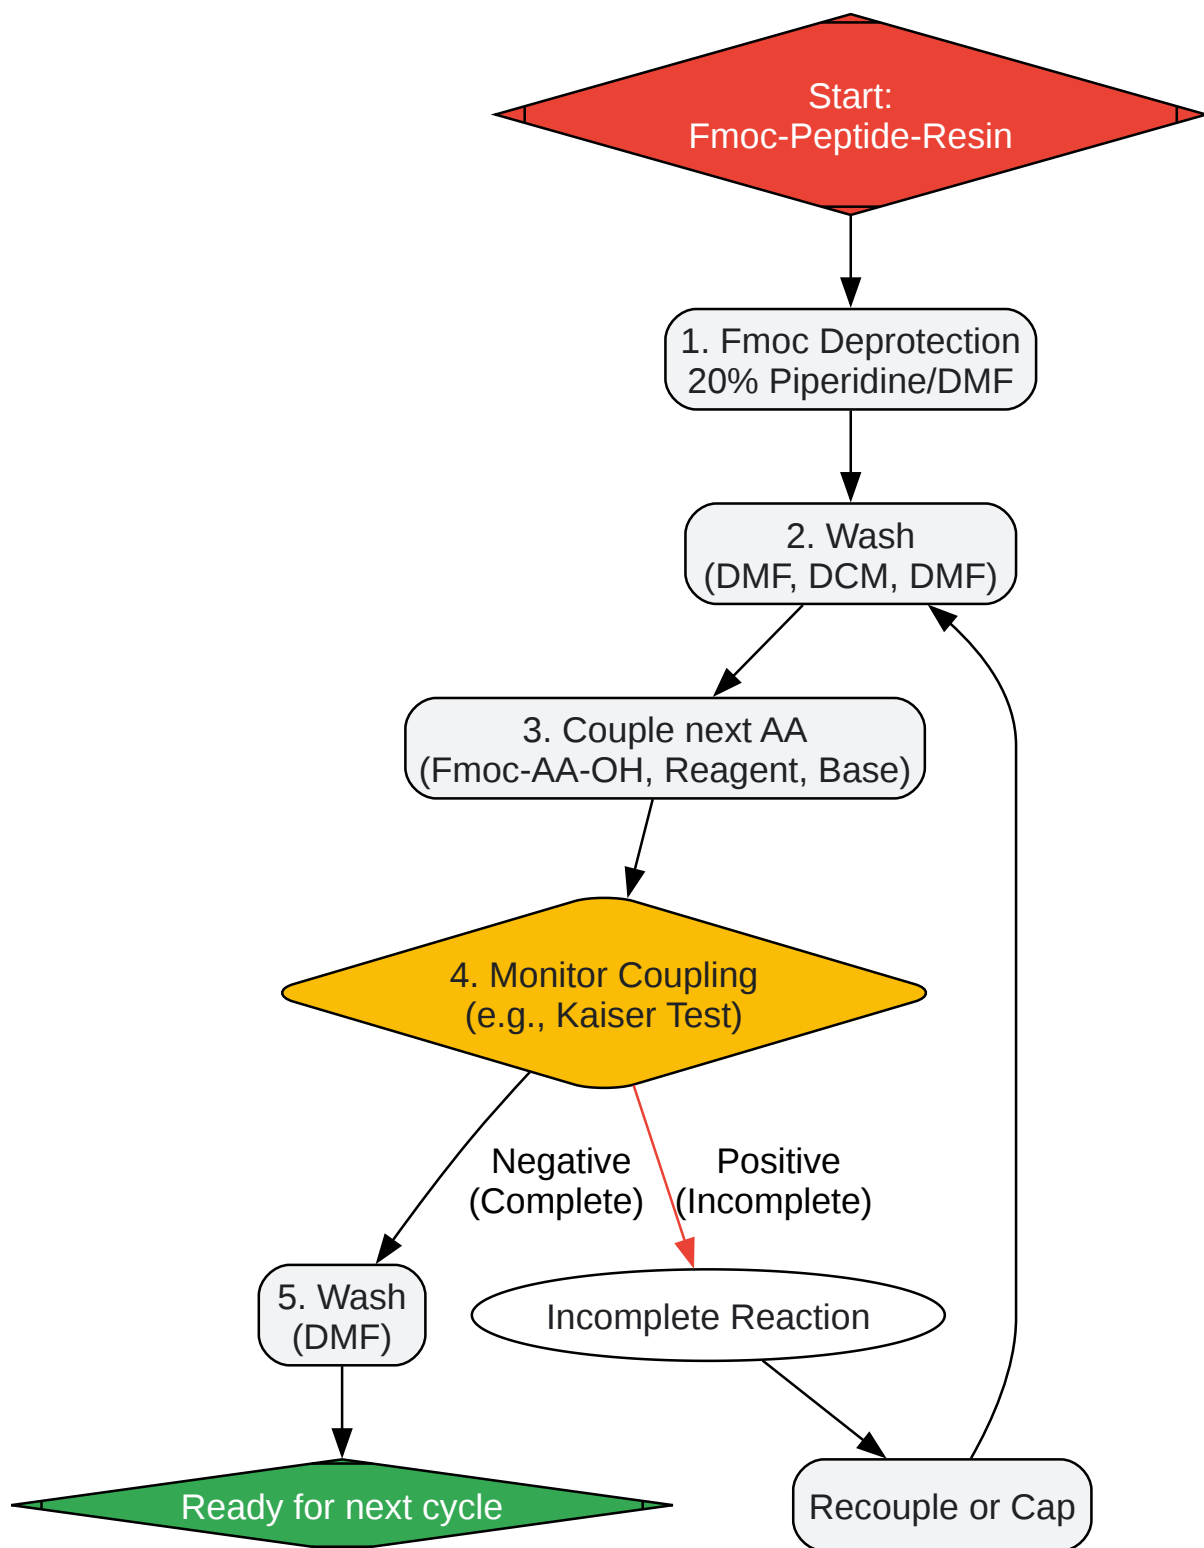 Start:
Fmoc-Peptide-Resin
1. Fmoc Deprotection
20% Piperidine/DMF
2. Wash
(DMF, DCM, DMF)
3. Couple next AA
(Fmoc-AA-OH, Reagent, Base)
4. Monitor Coupling
(e.g., Kaiser Test)
Negative
(Complete)
Positive
(Incomplete)
5. Wash
(DMF)
Incomplete Reaction
Ready for next cycle
Recouple or Cap